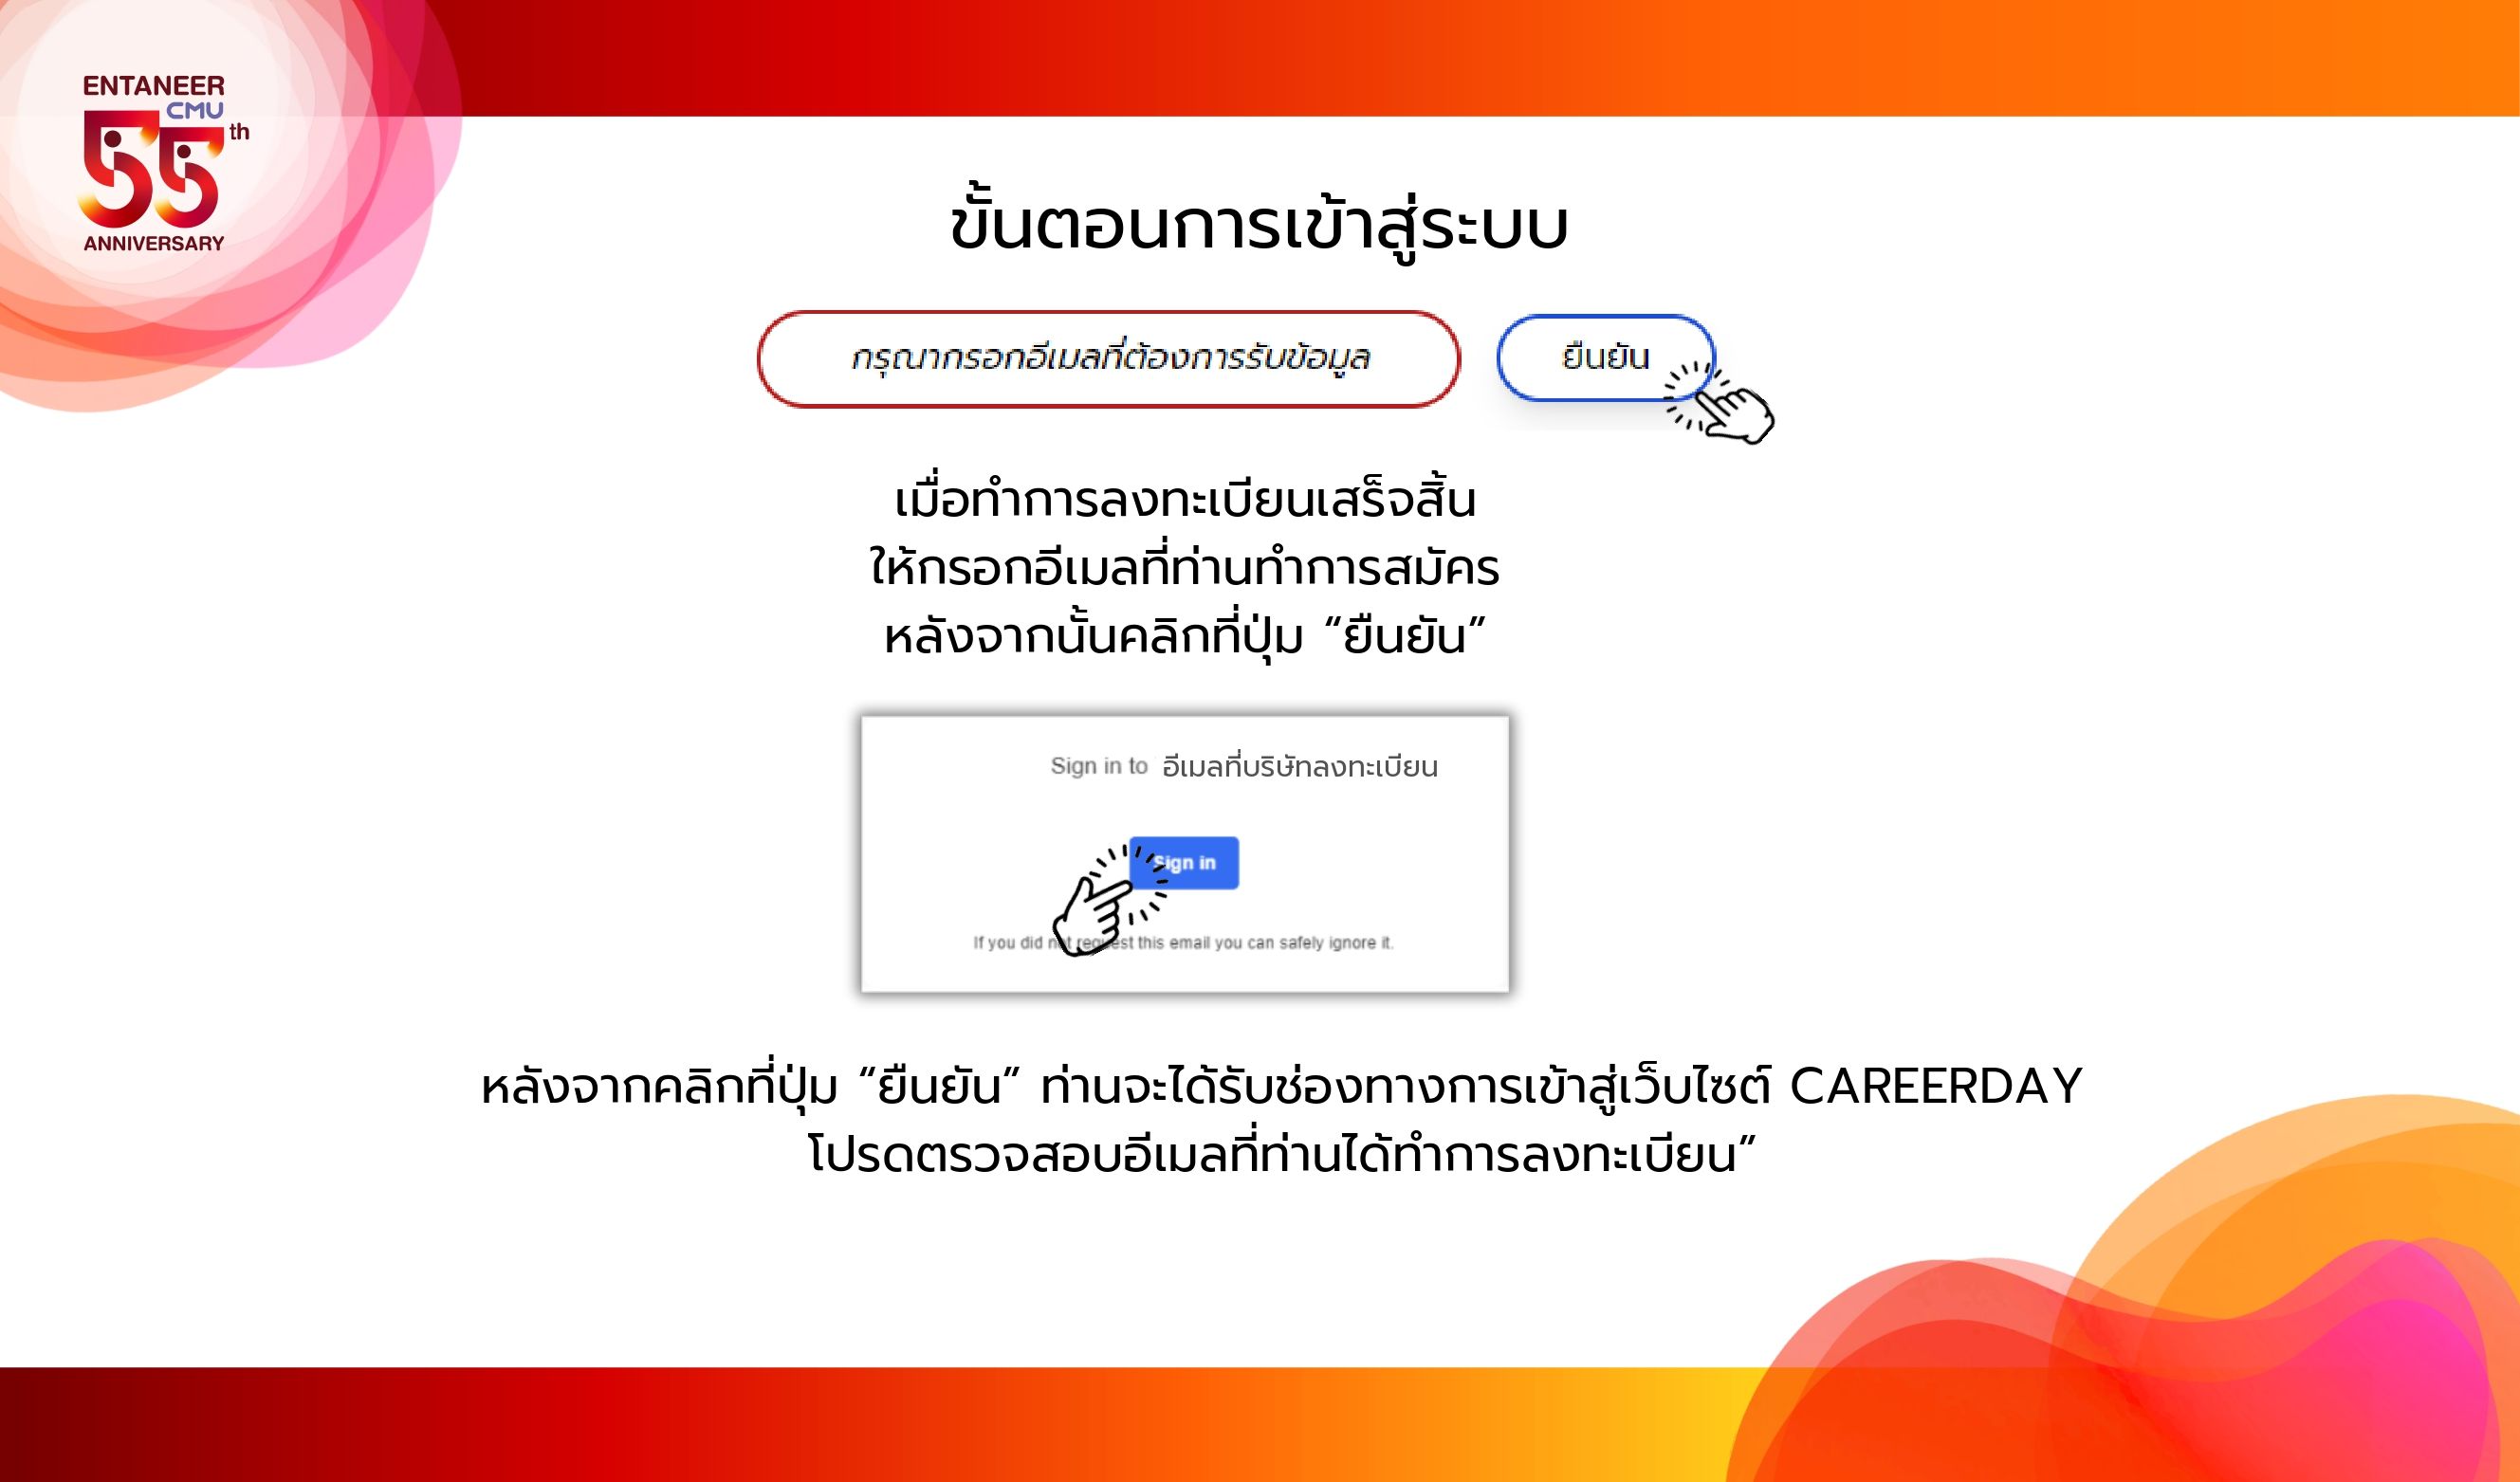 ENTANEER
CMU
55th
ANNIVERSARY
ขั้นตอนการเข้าสู่ระบบ
กรุณากรอกอีเมลที่ต้องการรับข้อมูล
ยืนยัน
เมื่อทำการลงทะเบียนเสร็จสิ้น
ให้กรอกอีเมลที่ท่านทำการสมัคร
หลังจากนั้นคลิกที่ปุ่ม “ยืนยัน”
Sign in to อีเมลที่บริษัทลงทะเบียน
Sign in
If you did not request this email you can safely ignore it.
หลังจากคลิกที่ปุ่ม “ยืนยัน” ท่านจะได้รับช่องทางการเข้าสู่เว็บไซต์ CAREERDAY
โปรดตรวจสอบอีเมลที่ท่านได้ทำการลงทะเบียน”